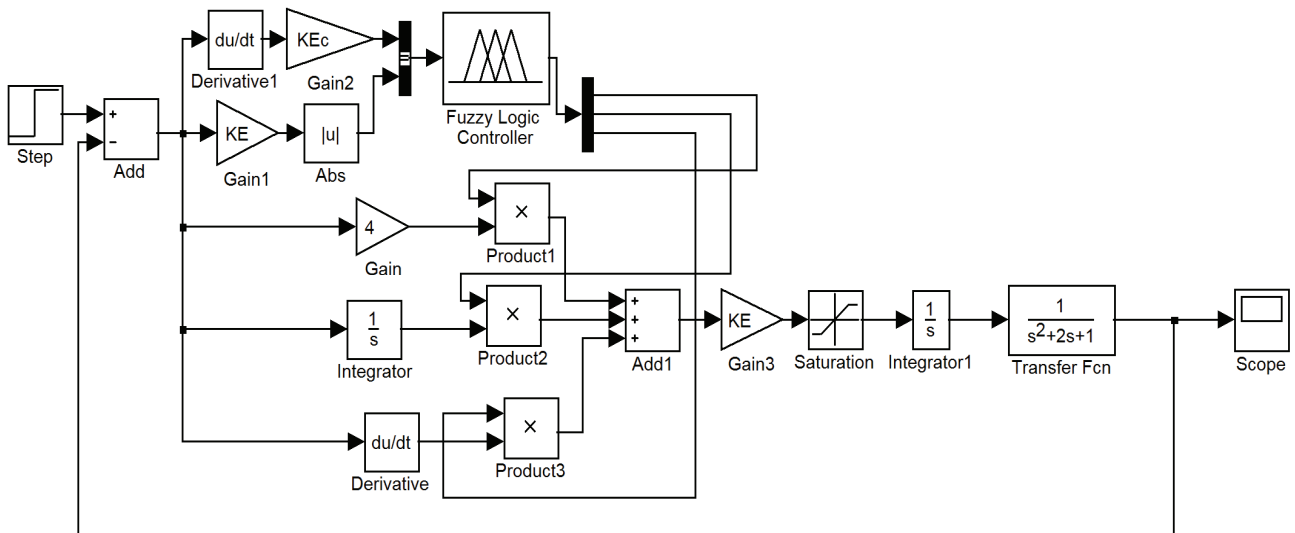 du/dt
Derivative1
KEc
Gain2
Fuzzy Logic
Controller
Step
+
−
Add
KE
Gain1
|u|
Abs
4
Gain
×
Product1
1
s
Integrator
×
Product2
+
+
+
Add1
KE
Gain3
Saturation
1
s
Integrator1
1
s²+2s+1
Transfer Fcn
Scope
du/dt
Derivative
×
Product3